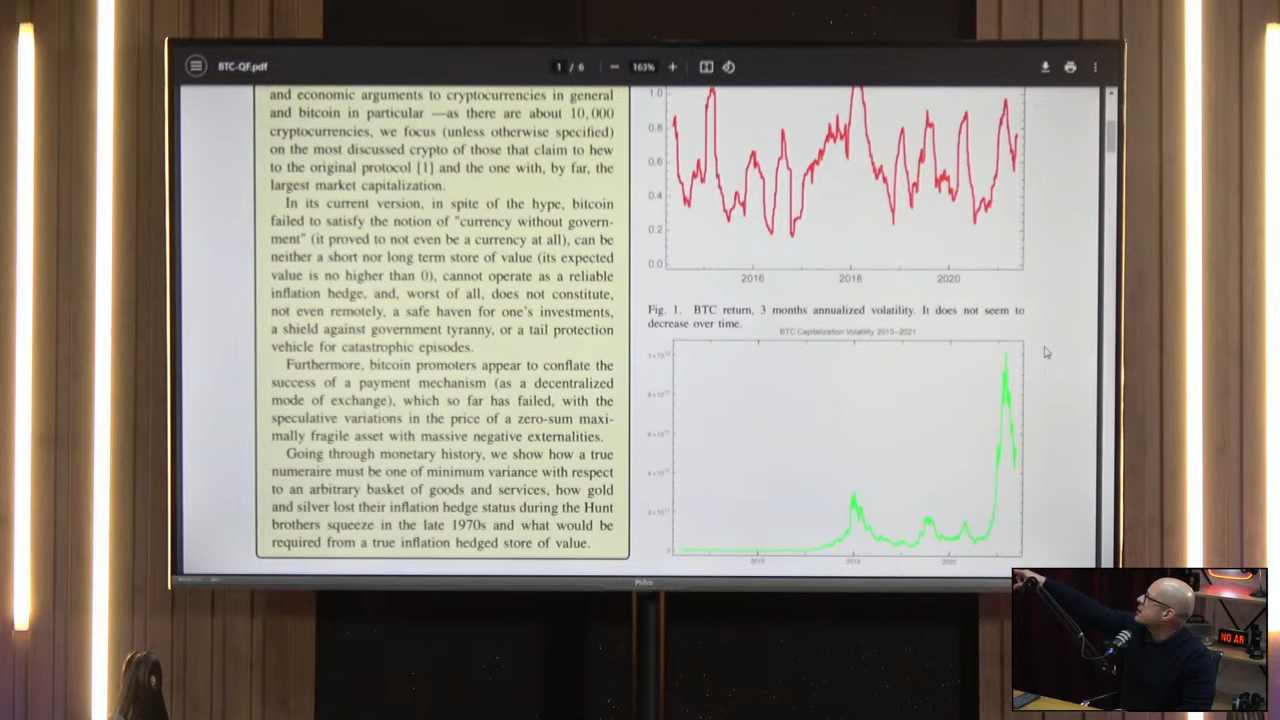 BTC-QF.pdf
1 / 6
163%
and economic arguments to cryptocurrencies in general
and bitcoin in particular —as there are about 10,000
cryptocurrencies, we focus (unless otherwise specified)
on the most discussed crypto of those that claim to hew
to the original protocol [1] and the one with, by far, the
largest market capitalization.
In its current version, in spite of the hype, bitcoin
failed to satisfy the notion of "currency without govern-
ment" (it proved to not even be a currency at all), can be
neither a short nor long term store of value (its expected
value is no higher than 0), cannot operate as a reliable
inflation hedge, and, worst of all, does not constitute,
not even remotely, a safe haven for one's investments,
a shield against government tyranny, or a tail protection
vehicle for catastrophic episodes.
Furthermore, bitcoin promoters appear to conflate the
success of a payment mechanism (as a decentralized
mode of exchange), which so far has failed, with the
speculative variations in the price of a zero-sum maxi-
mally fragile asset with massive negative externalities.
Going through monetary history, we show how a true
numeraire must be one of minimum variance with respect
to an arbitrary basket of goods and services, how gold
and silver lost their inflation hedge status during the Hunt
brothers squeeze in the late 1970s and what would be
required from a true inflation hedged store of value.
1.0
0.8
0.6
0.4
0.2
0.0
2016 2018 2020
Fig. 1. BTC return, 3 months annualized volatility. It does not seem to
decrease over time.
BTC Capitalization Volatility 2013–2021
0
2016 2018 2020
Philco
NO AR